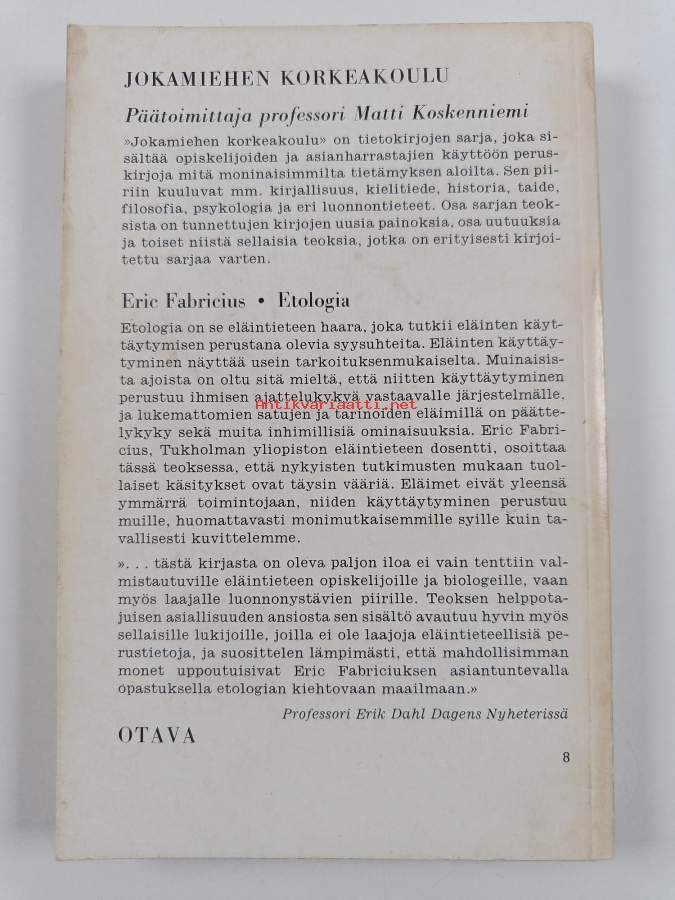 JOKAMIEHEN KORKEAKOULU
Päätoimittaja professori Matti Koskenniemi
»Jokamiehen korkeakoulu» on tietokirjojen sarja, joka si-
sältää opiskelijoiden ja asianharrastajien käyttöön perus-
kirjoja mitä moninaisimmilta tietämyksen aloilta. Sen pii-
riin kuuluvat mm. kirjallisuus, kielitiede, historia, taide,
filosofia, psykologia ja eri luonnontieteet. Osa sarjan teok-
sista on tunnettujen kirjojen uusia painoksia, osa uutuuksia
ja toiset niistä sellaisia teoksia, jotka on erityisesti kirjoi-
tettu sarjaa varten.
Eric Fabricius • Etologia
Etologia on se eläintieteen haara, joka tutkii eläinten käyt-
täytymisen perustana olevia syysuhteita. Eläinten käyttäy-
tyminen näyttää usein tarkoituksenmukaiselta. Muinaisis-
ta ajoista on oltu sitä mieltä, että niitten käyttäytyminen
perustuu ihmisen ajattelukykyä vastaavalle järjestelmälle,
Antikvariaatti.net
ja lukemattomien satujen ja tarinoiden eläimillä on päätte-
lykyky sekä muita inhimillisiä ominaisuuksia. Eric Fabri-
cius, Tukholman yliopiston eläintieteen dosentti, osoittaa
tässä teoksessa, että nykyisten tutkimusten mukaan tuol-
laiset käsitykset ovat täysin vääriä. Eläimet eivät yleensä
ymmärrä toimintojaan, niiden käyttäytyminen perustuu
muille, huomattavasti monimutkaisemmille syille kuin ta-
vallisesti kuvittelemme.
». . . tästä kirjasta on oleva paljon iloa ei vain tenttiin val-
mistautuville eläintieteen opiskelijoille ja biologeille, vaan
myös laajalle luonnonystävien piirille. Teoksen helppota-
juisen asiallisuuden ansiosta sen sisältö avautuu hyvin myös
sellaisille lukijoille, joilla ei ole laajoja eläintieteellisiä pe-
rustietoja, ja suosittelen lämpimästi, että mahdollisimman
monet uppoutuisivat Eric Fabriciuksen asiantuntevalla
opastuksella etologian kiehtovaan maailmaan.»
Professori Erik Dahl Dagens Nyheterissä
OTAVA
8